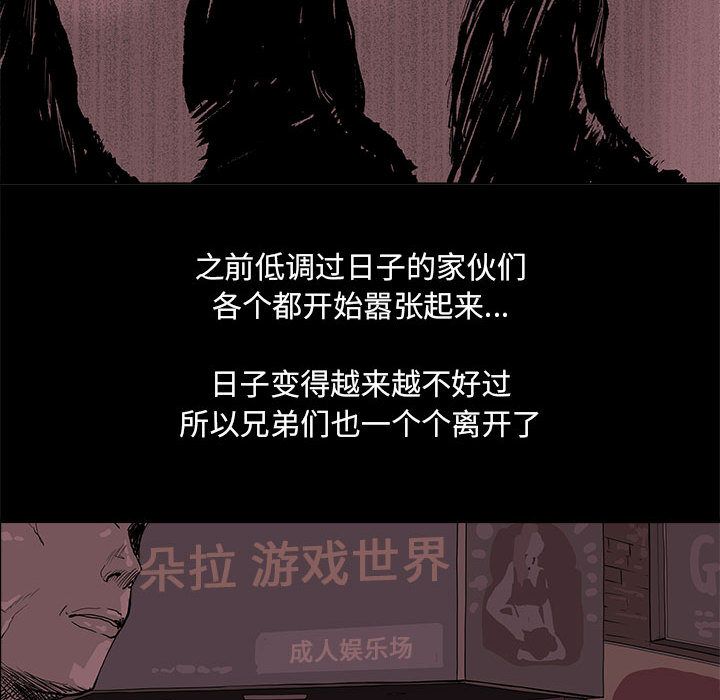 之前低调过日子的家伙们
各个都开始嚣张起来...
日子变得越来越不好过
所以兄弟们也一个个离开了
朵拉 游戏世界
G
成人娱乐场